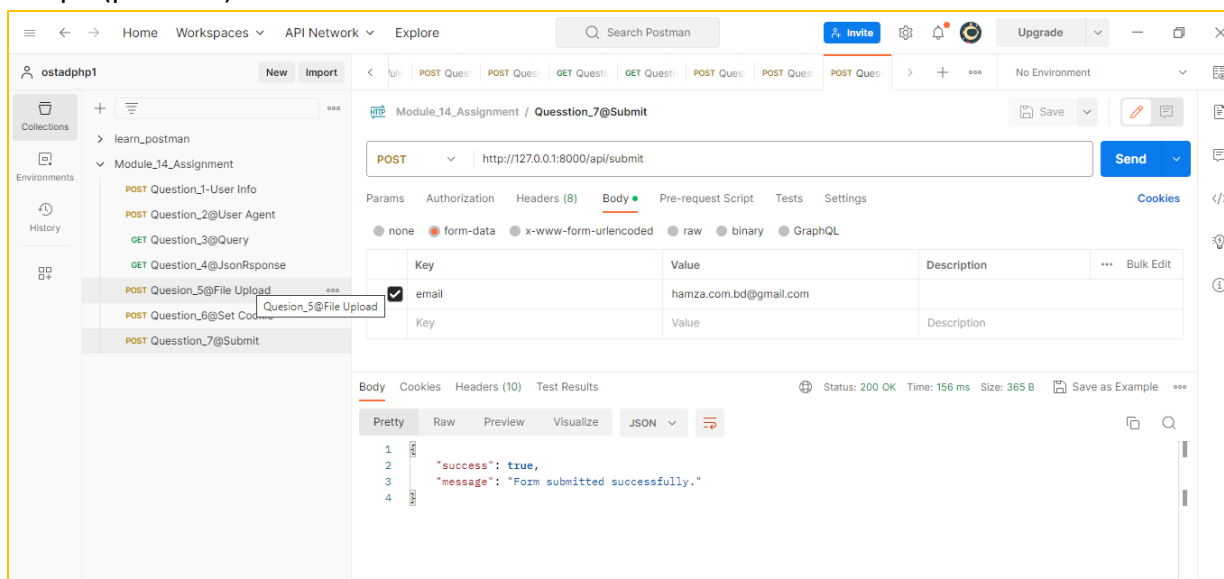 Home Workspaces API Network Explore Search Postman Invite Upgrade
ostadphp1 New Import POST Quest POST Quest GET Questi GET Questi POST Quest POST Quest POST Ques No Environment
Collections
Environments
History
learn_postman
Module_14_Assignment
POST Question_1-User Info
POST Question_2@User Agent
GET Question_3@Query
GET Question_4@JsonRsponse
POST Quesion_5@File Upload
Quesion_5@File Upload
POST Question_6@Set Cookie
POST Quesstion_7@Submit
HTTP Module_14_Assignment / Quesstion_7@Submit Save
POST http://127.0.0.1:8000/api/submit Send
Params Authorization Headers (8) Body Pre-request Script Tests Settings Cookies
none form-data x-www-form-urlencoded raw binary GraphQL
Key Value Description Bulk Edit
email hamza.com.bd@gmail.com
Key Value Description
Body Cookies Headers (10) Test Results Status: 200 OK Time: 156 ms Size: 365 B Save as Example
Pretty Raw Preview Visualize JSON
1 {
2 "success": true,
3 "message": "Form submitted successfully."
4 }